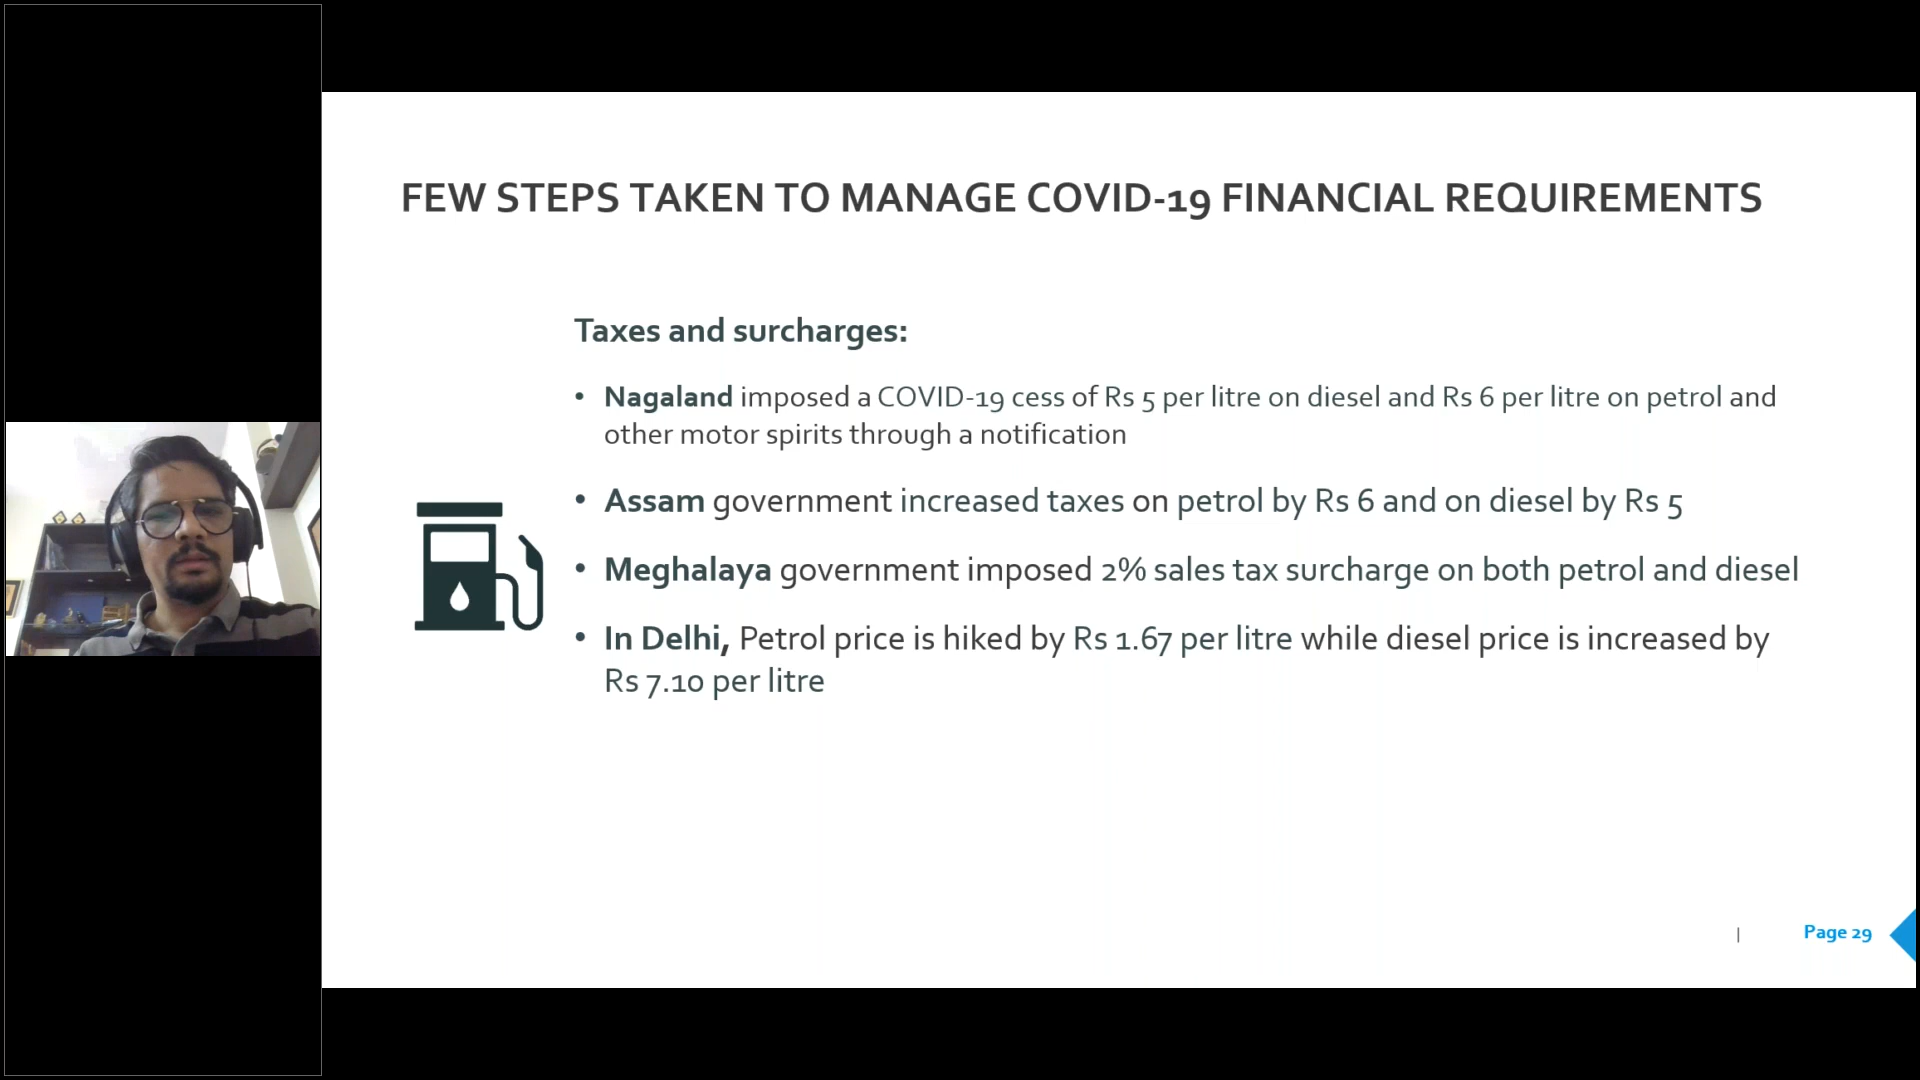 FEW STEPS TAKEN TO MANAGE COVID-19 FINANCIAL REQUIREMENTS
Taxes and surcharges:
• Nagaland imposed a COVID-19 cess of Rs 5 per litre on diesel and Rs 6 per litre on petrol and
other motor spirits through a notification
• Assam government increased taxes on petrol by Rs 6 and on diesel by Rs 5
• Meghalaya government imposed 2% sales tax surcharge on both petrol and diesel
• In Delhi, Petrol price is hiked by Rs 1.67 per litre while diesel price is increased by
Rs 7.10 per litre
| Page 29